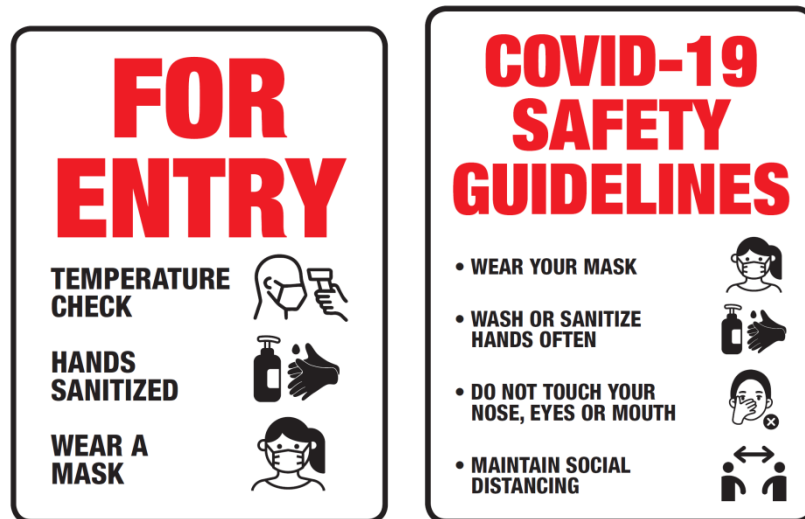 FOR
ENTRY
TEMPERATURE
CHECK
HANDS
SANITIZED
WEAR A
MASK
COVID-19
SAFETY
GUIDELINES
• WEAR YOUR MASK
• WASH OR SANITIZE
HANDS OFTEN
• DO NOT TOUCH YOUR
NOSE, EYES OR MOUTH
• MAINTAIN SOCIAL
DISTANCING